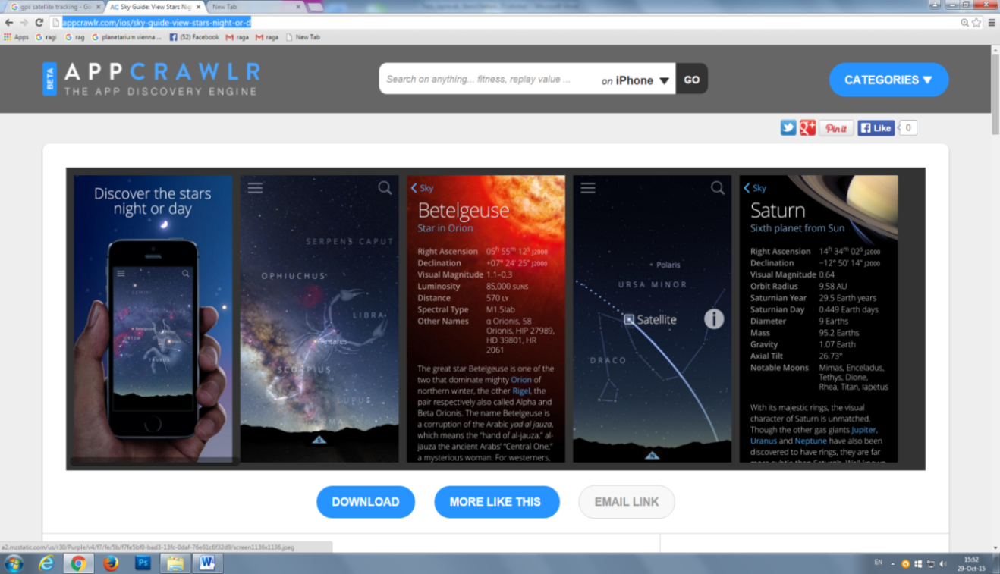 gps satellite tracking - Go
AC Sky Guide: View Stars Nig
New Tab
appcrawlr.com/ios/sky-guide-view-stars-night-or-d
Apps
ragi
rag
planetarium vienna ...
(52) Facebook
raga
raga
New Tab
BETA
APPCRAWLR
THE APP DISCOVERY ENGINE
Search on anything... fitness, replay value ...
on iPhone ▼
GO
CATEGORIES ▼
Pin it
Like
0
Discover the stars
night or day
GEMINI
Betelgeuse
TAURUS
SERPENS CAPUT
OPHIUCHUS
LIBRA
Antares
SCORPIUS
LUPUS
NORMA
S
Sky
Betelgeuse
Star in Orion
Right Ascension 05h 55m 12s J2000
Declination +07° 24' 25" J2000
Visual Magnitude 1.1–0.3
Luminosity 85,000 SUNS
Distance 570 LY
Spectral Type M1.5Iab
Other Names α Orionis, 58
Orionis, HIP 27989,
HD 39801, HR
2061
The great star Betelgeuse is one of the
two that dominate mighty Orion of
northern winter, the other Rigel, the
pair respectively also called Alpha and
Beta Orionis. The name Betelgeuse is
a corruption of the Arabic yad al jauza,
which means the “hand of al-jauza,” al-
jauza the ancient Arabs’ “Central One,”
a mysterious woman. For westerners,
Polaris
URSA MINOR
Satellite
i
DRACO
N
Sky
Saturn
Sixth planet from Sun
Right Ascension 14h 34m 02s J2000
Declination −12° 50' 14" J2000
Visual Magnitude 0.64
Orbit Radius 9.58 AU
Saturnian Year 29.5 Earth years
Saturnian Day 0.449 Earth days
Diameter 9 Earths
Mass 95.2 Earths
Gravity 1.07 Earth
Axial Tilt 26.73°
Notable Moons Mimas, Enceladus,
Tethys, Dione,
Rhea, Titan, Iapetus
With its majestic rings, the visual
character of Saturn is unmatched.
Though the other gas giants Jupiter,
Uranus and Neptune have also been
discovered to have rings, they are far
more subtle than Saturn's. Well known
DOWNLOAD
MORE LIKE THIS
EMAIL LINK
a2.mzstatic.com/us/r30/Purple/v4/f7/fe/5b/f7fe5bf0-bad3-13fc-0daf-76e61c6f32d9/screen1136x1136.jpeg
Ps
W
EN
15:52
29-Oct-15